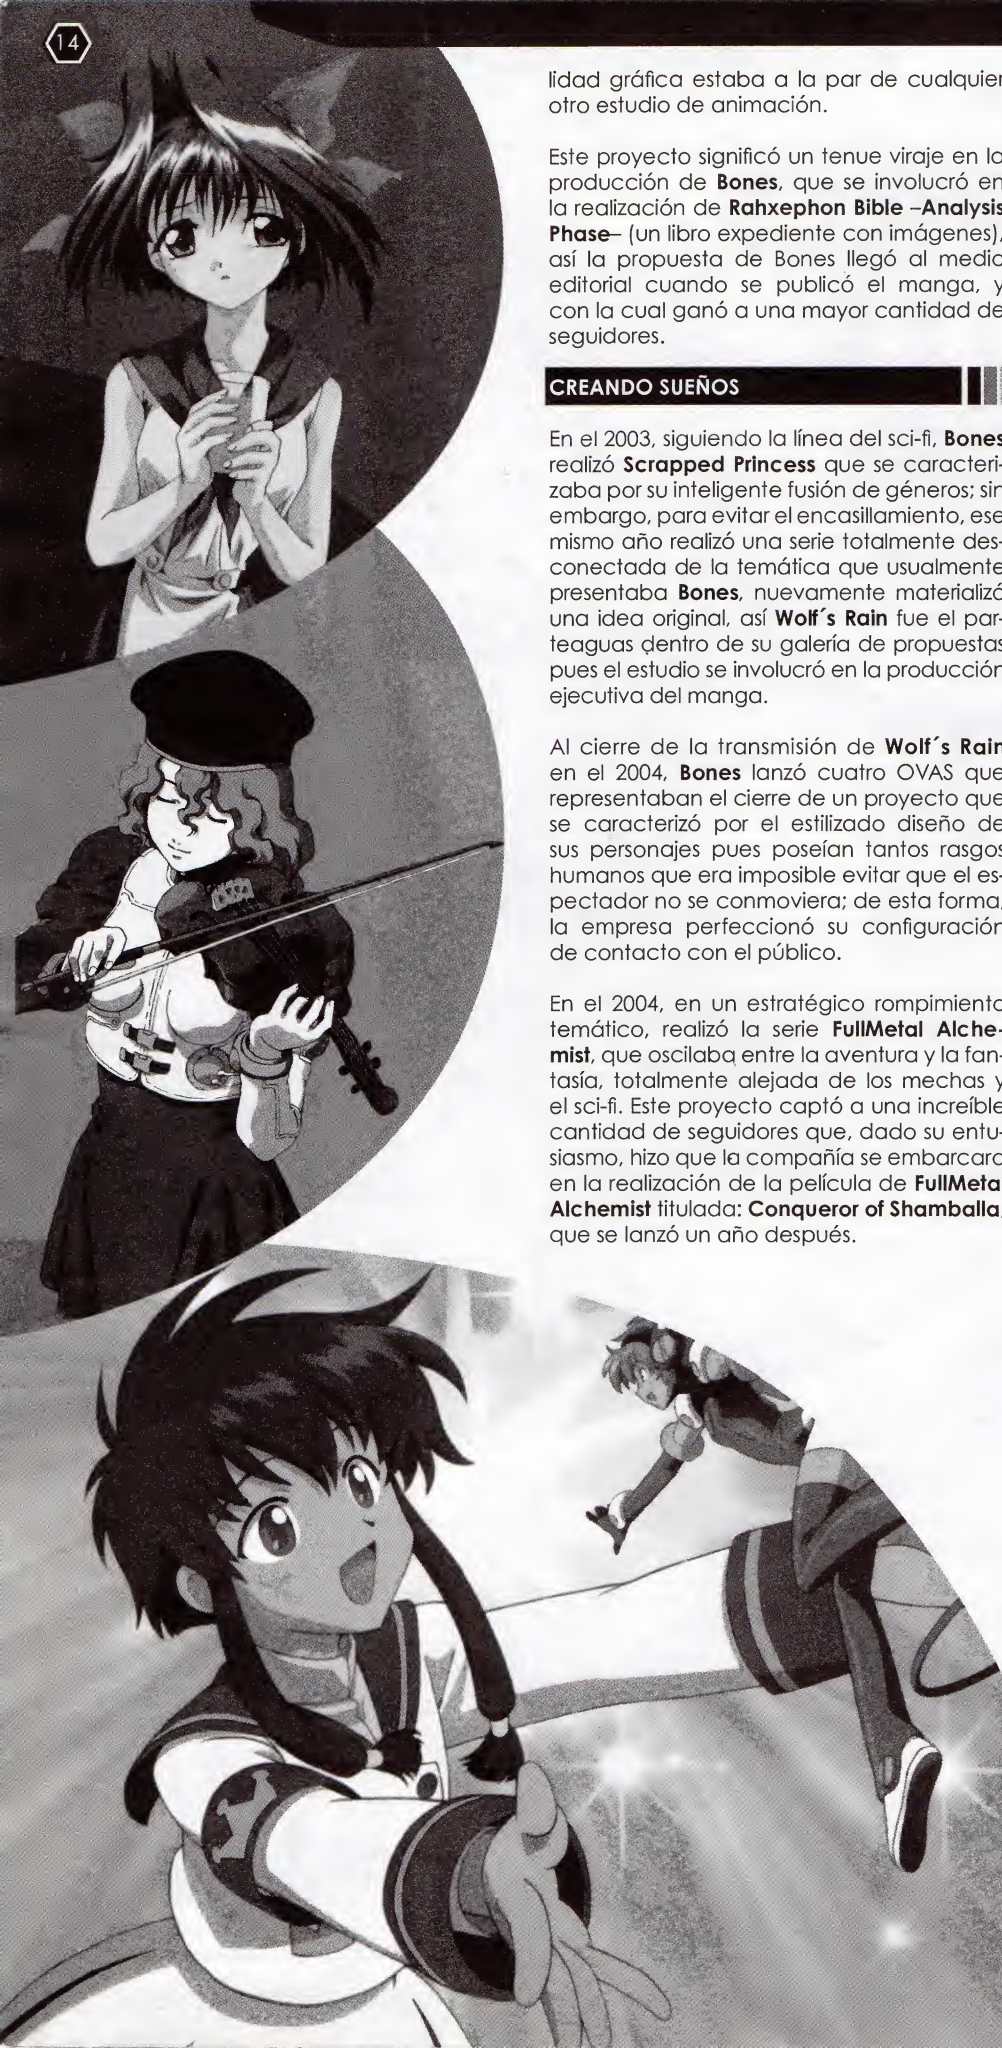 14
lidad gráfica estaba a la par de cualquier
otro estudio de animación.
Este proyecto significó un tenue viraje en la
producción de Bones, que se involucró en
la realización de Rahxephon Bible –Analysis
Phase– (un libro expediente con imágenes),
así la propuesta de Bones llegó al medio
editorial cuando se publicó el manga, y
con la cual ganó a una mayor cantidad de
seguidores.
CREANDO SUEÑOS
En el 2003, siguiendo la línea del sci-fi, Bones
realizó Scrapped Princess que se caracteri-
zaba por su inteligente fusión de géneros; sin
embargo, para evitar el encasillamiento, ese
mismo año realizó una serie totalmente des-
conectada de la temática que usualmente
presentaba Bones, nuevamente materializó
una idea original, así Wolf´s Rain fue el par-
teaguas dentro de su galería de propuestas
pues el estudio se involucró en la producción
ejecutiva del manga.
Al cierre de la transmisión de Wolf´s Rain
en el 2004, Bones lanzó cuatro OVAS que
representaban el cierre de un proyecto que
se caracterizó por el estilizado diseño de
sus personajes pues poseían tantos rasgos
humanos que era imposible evitar que el es-
pectador no se conmoviera; de esta forma,
la empresa perfeccionó su configuración
de contacto con el público.
En el 2004, en un estratégico rompimiento
temático, realizó la serie FullMetal Alche-
mist, que oscilaba entre la aventura y la fan-
tasía, totalmente alejada de los mechas y
el sci-fi. Este proyecto captó a una increíble
cantidad de seguidores que, dado su entu-
siasmo, hizo que la compañía se embarcara
en la realización de la película de FullMetal
Alchemist titulada: Conqueror of Shamballa,
que se lanzó un año después.